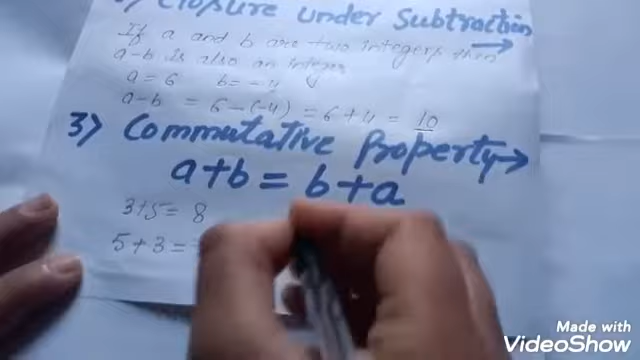 Closure under Subtraction
If a and b are two integers then →
a-b is also an integer
a = 6 b = -4
a-b = 6-(-4) = 6+4 = 10
3) Commutative Property →
a+b = b+a
3+5 = 8
5+3 =
Made with
VideoShow